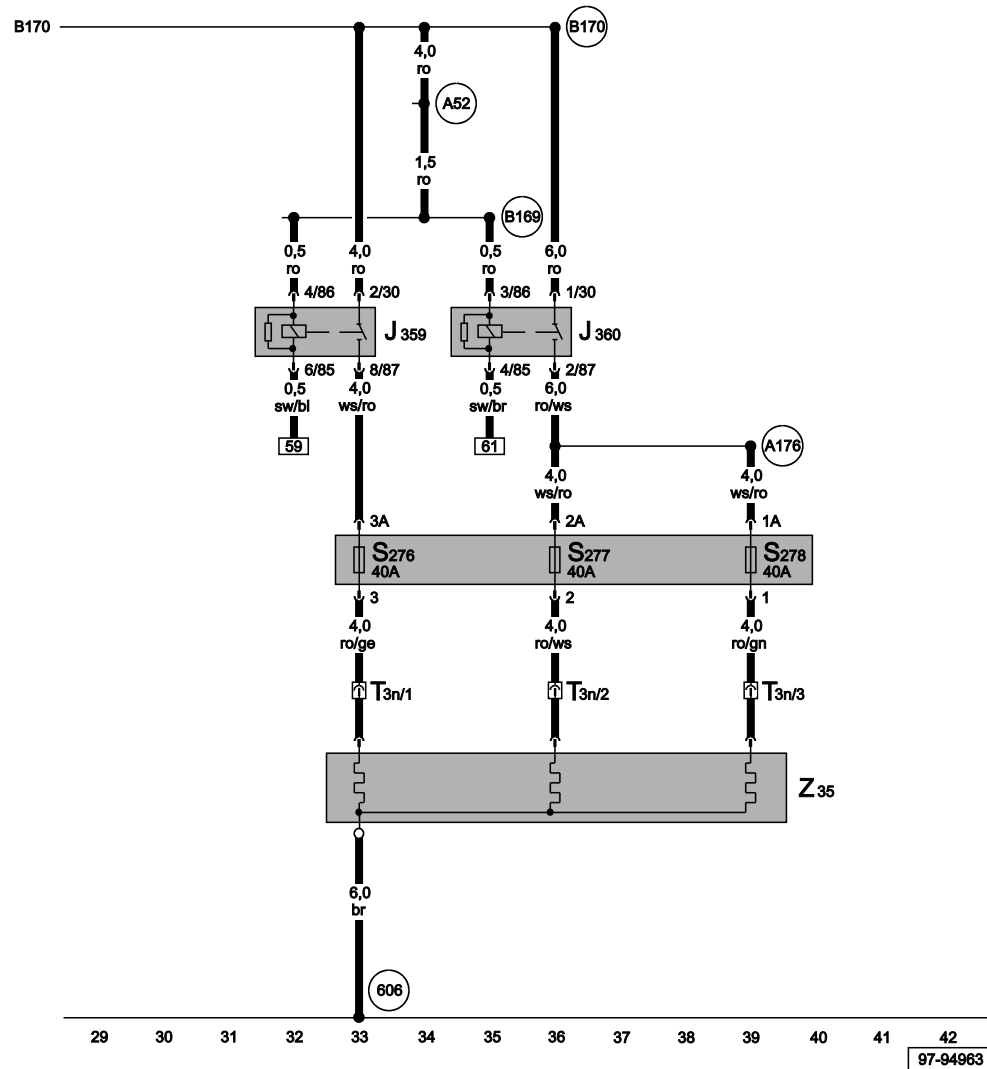 B170
B170
4,0
ro
A52
1,5
ro
B169
0,5
ro
4,0
ro
0,5
ro
6,0
ro
4/86
2/30
3/86
1/30
J 359
J 360
6/85
8/87
4/85
2/87
0,5
sw/bl
4,0
ws/ro
0,5
sw/br
6,0
ro/ws
59
61
A176
4,0
ws/ro
4,0
ws/ro
3A
2A
1A
S276
40A
S277
40A
S278
40A
3
2
1
4,0
ro/ge
4,0
ro/ws
4,0
ro/gn
T3n/1
T3n/2
T3n/3
Z 35
6,0
br
606
29 30 31 32 33 34 35 36 37 38 39 40 41 42
97-94963